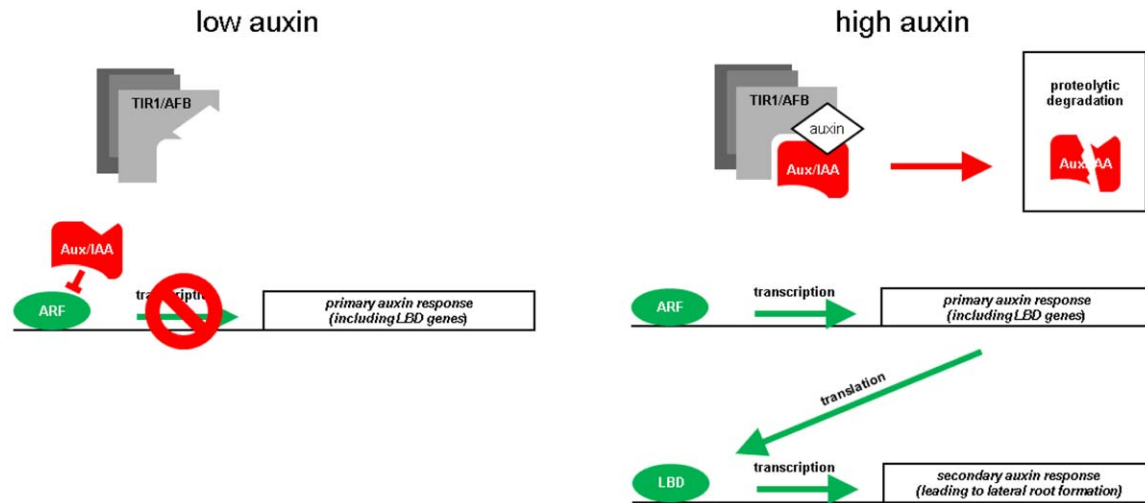 low auxin
TIR1/AFB
Aux/IAA
ARF
transcription
primary auxin response
(including LBD genes)
high auxin
TIR1/AFB
auxin
Aux/IAA
proteolytic
degradation
Aux/IAA
ARF
transcription
primary auxin response
(including LBD genes)
translation
LBD
transcription
secondary auxin response
(leading to lateral root formation)